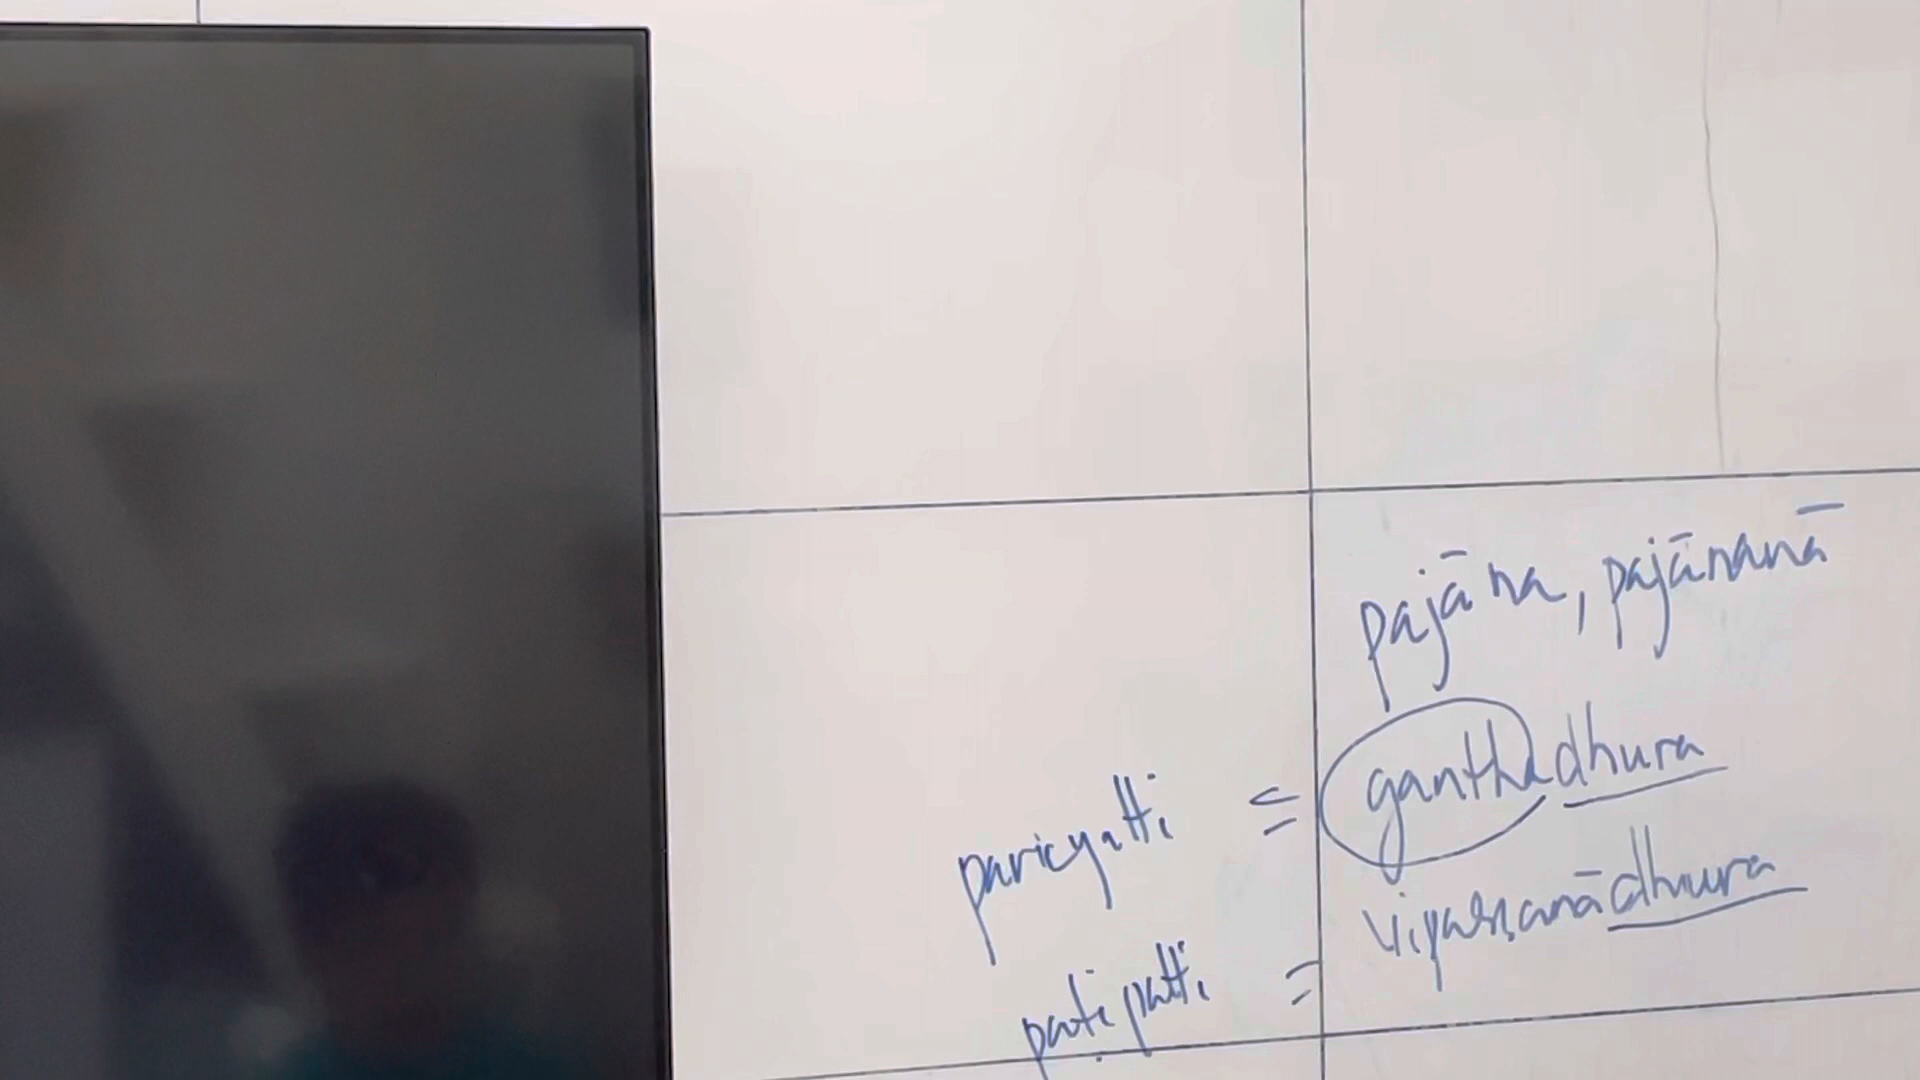 pajāna, pajānanā
pariyatti = ganthadhura
paṭipatti = vipassanādhura